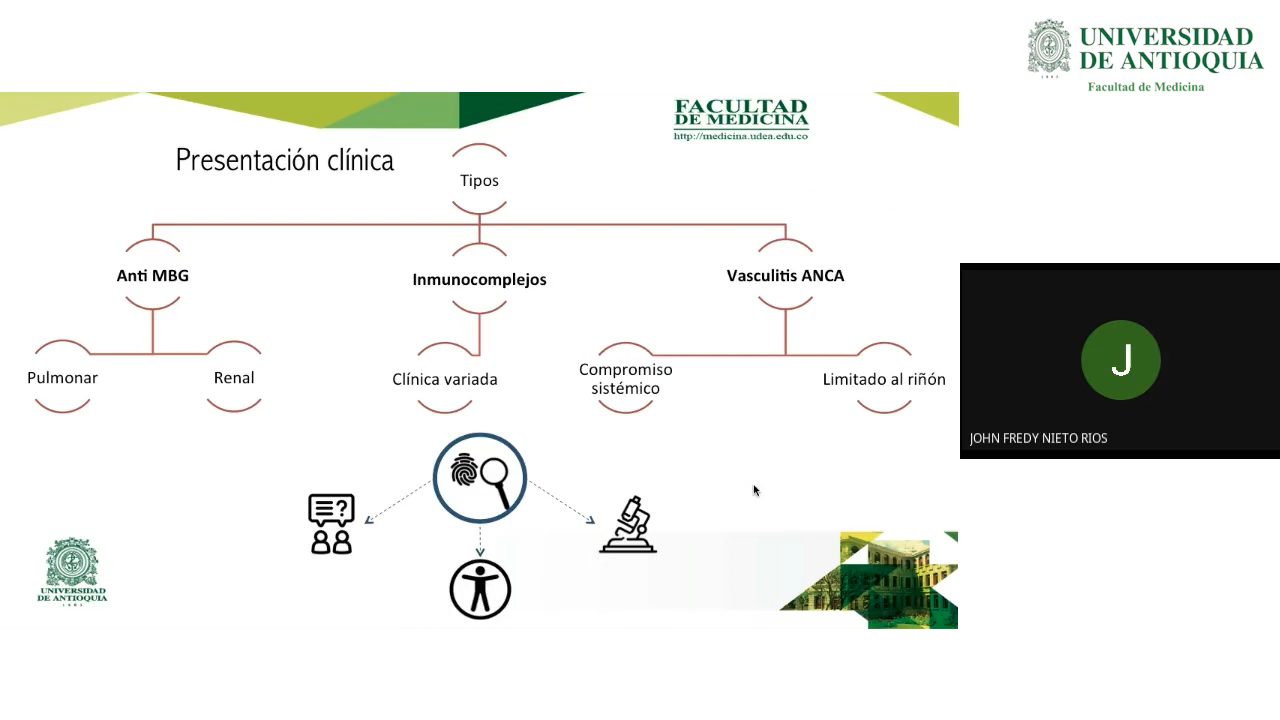 UNIVERSIDAD
DE ANTIOQUIA
1803
Facultad de Medicina
FACULTAD
DE MEDICINA
http://medicina.udea.edu.co
Presentación clínica
Tipos
Anti MBG
Inmunocomplejos
Vasculitis ANCA
Pulmonar
Renal
Clínica variada
Compromiso
sistémico
Limitado al riñón
J
JOHN FREDY NIETO RIOS
?
UNIVERSIDAD
DE ANTIOQUIA
1803